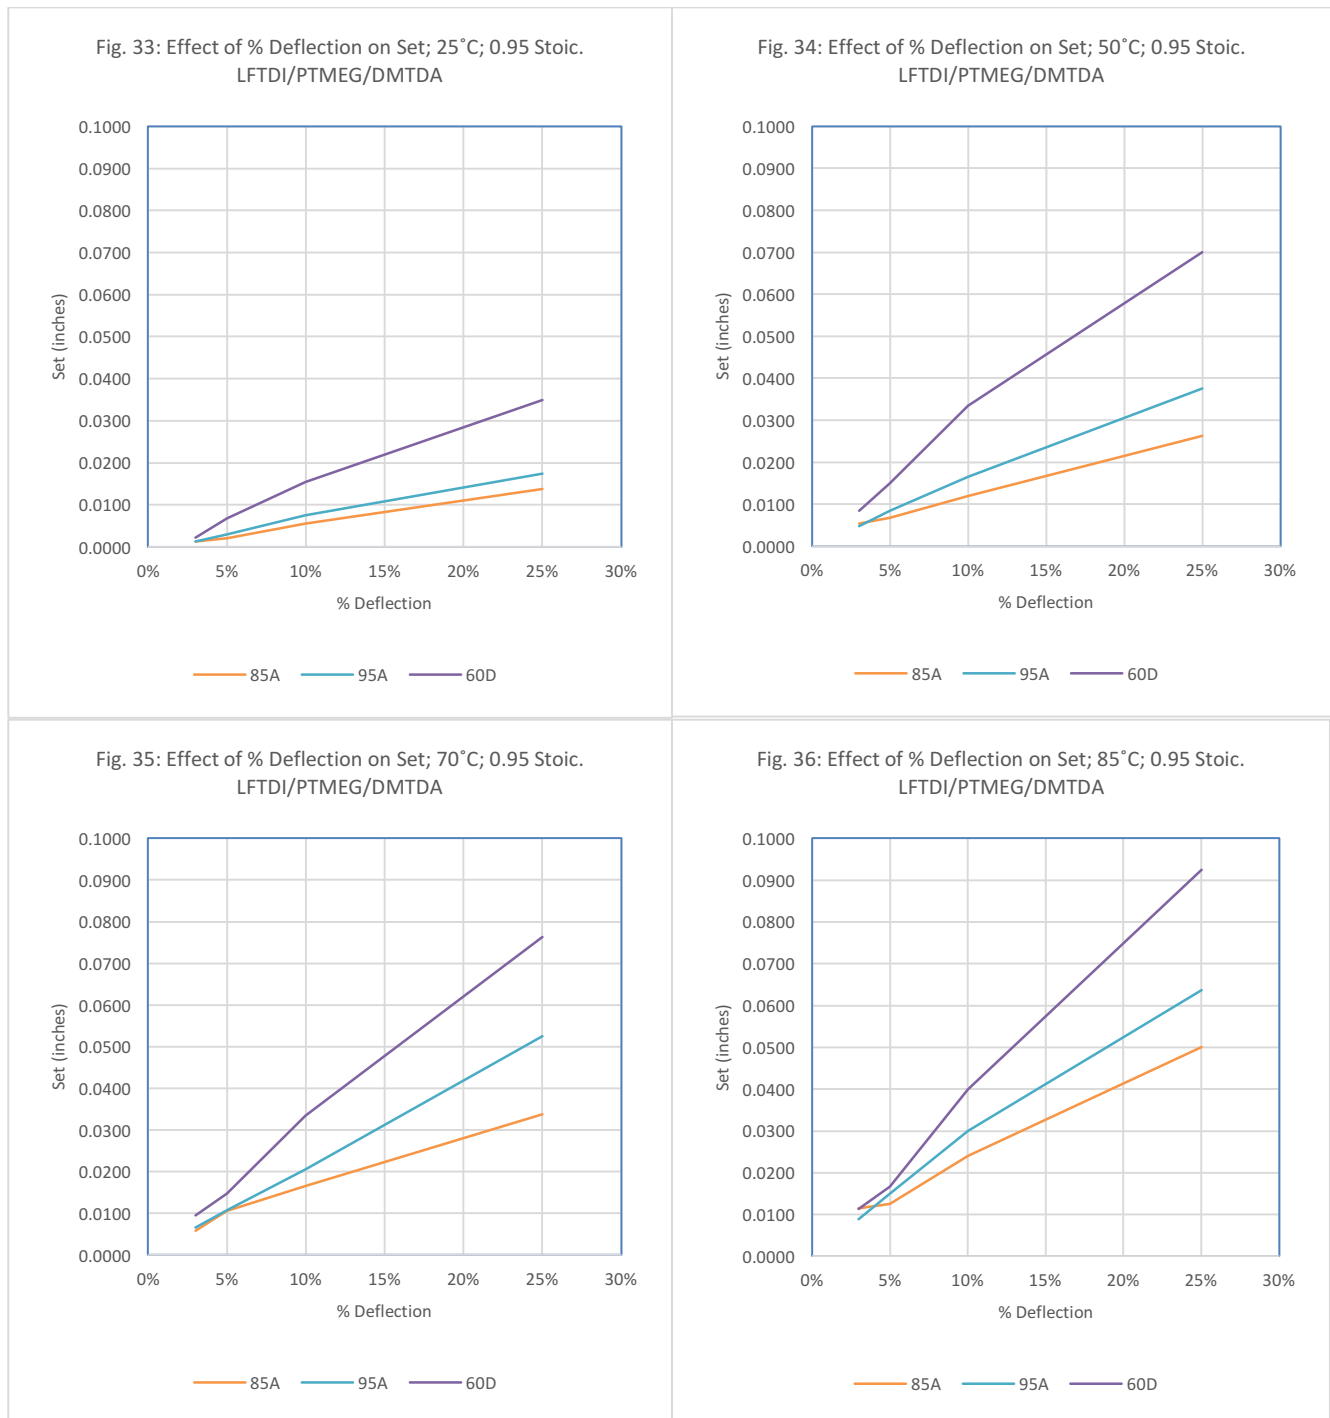 Fig. 33: Effect of % Deflection on Set; 25˚C; 0.95 Stoic.
LFTDI/PTMEG/DMTDA
0.1000
0.0900
0.0800
0.0700
0.0600
0.0500
0.0400
0.0300
0.0200
0.0100
0.0000
Set (inches)
0% 5% 10% 15% 20% 25% 30%
% Deflection
85A 95A 60D
Fig. 34: Effect of % Deflection on Set; 50˚C; 0.95 Stoic.
LFTDI/PTMEG/DMTDA
0.1000
0.0900
0.0800
0.0700
0.0600
0.0500
0.0400
0.0300
0.0200
0.0100
0.0000
Set (inches)
0% 5% 10% 15% 20% 25% 30%
% Deflection
85A 95A 60D
Fig. 35: Effect of % Deflection on Set; 70˚C; 0.95 Stoic.
LFTDI/PTMEG/DMTDA
0.1000
0.0900
0.0800
0.0700
0.0600
0.0500
0.0400
0.0300
0.0200
0.0100
0.0000
Set (inches)
0% 5% 10% 15% 20% 25% 30%
% Deflection
85A 95A 60D
Fig. 36: Effect of % Deflection on Set; 85˚C; 0.95 Stoic.
LFTDI/PTMEG/DMTDA
0.1000
0.0900
0.0800
0.0700
0.0600
0.0500
0.0400
0.0300
0.0200
0.0100
0.0000
Set (inches)
0% 5% 10% 15% 20% 25% 30%
% Deflection
85A 95A 60D